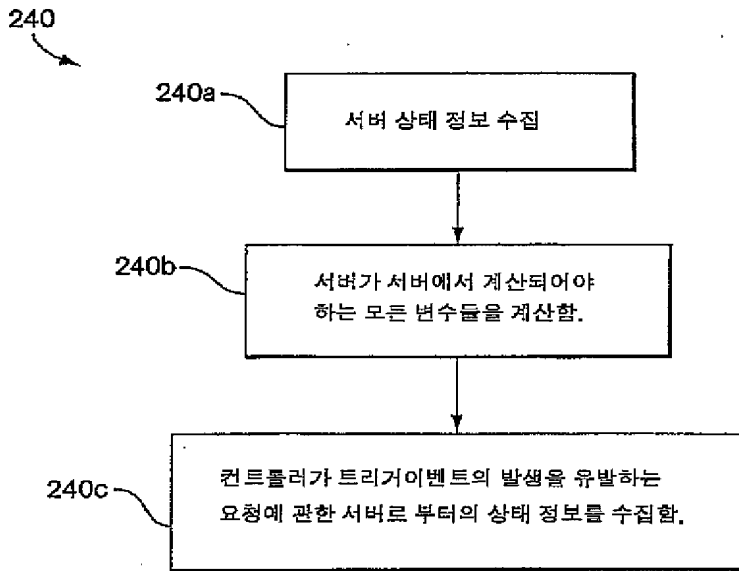 240
240a
서버 상태 정보 수집
240b
서버가 서버에서 계산되어야
하는 모든 변수들을 계산함.
240c
컨트롤러가 트리거이벤트의 발생을 유발하는
요청에 관한 서버로 부터의 상태 정보를 수집함.